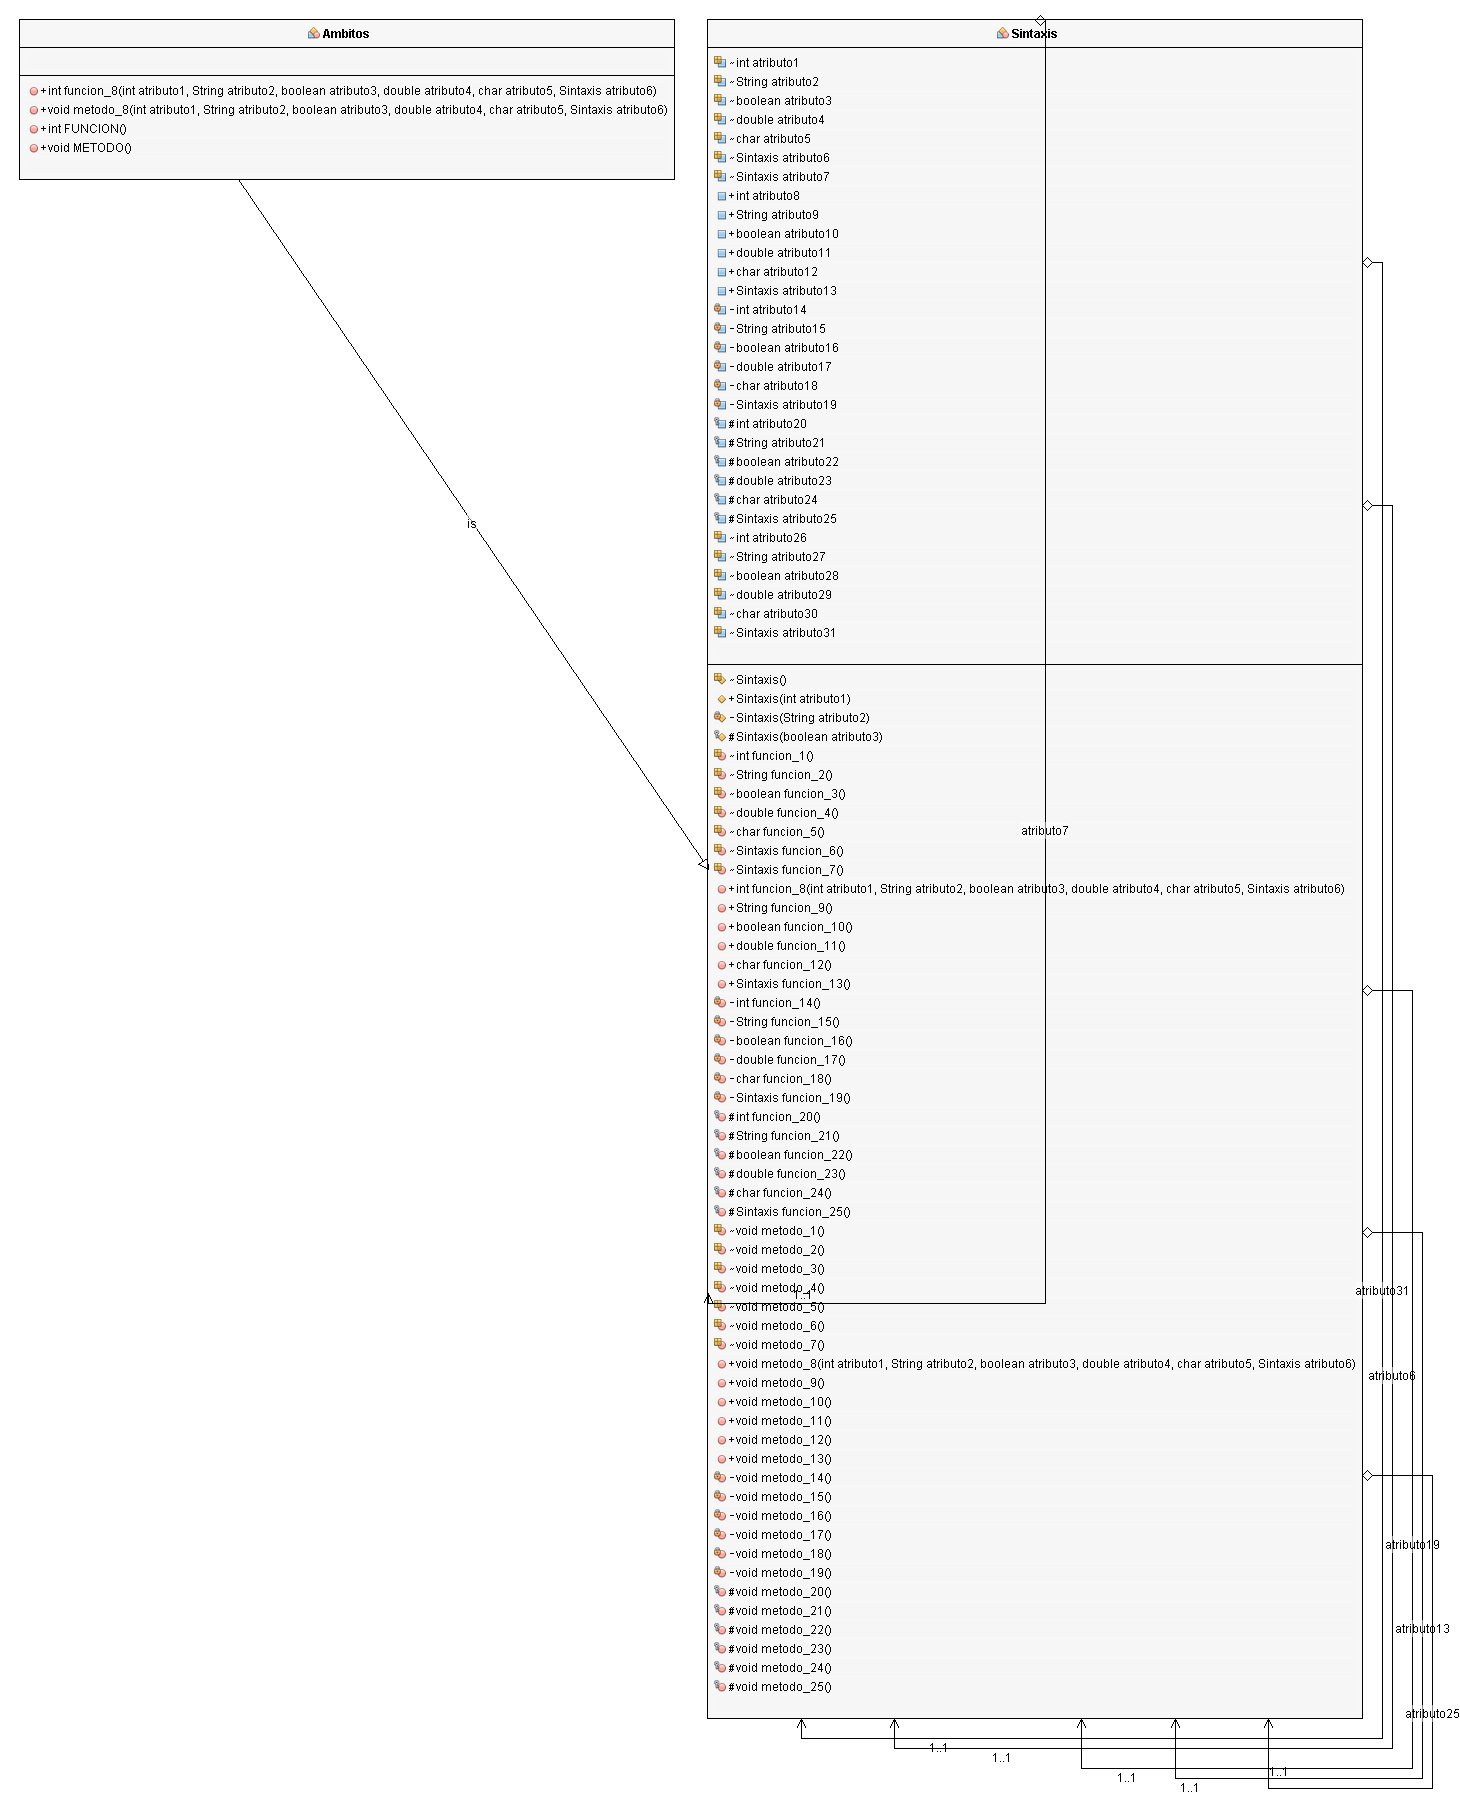 Ambitos
+int funcion_8(int atributo1, String atributo2, boolean atributo3, double atributo4, char atributo5, Sintaxis atributo6)
+void metodo_8(int atributo1, String atributo2, boolean atributo3, double atributo4, char atributo5, Sintaxis atributo6)
+int FUNCION()
+void METODO()
is
Sintaxis
~int atributo1
~String atributo2
~boolean atributo3
~double atributo4
~char atributo5
~Sintaxis atributo6
~Sintaxis atributo7
+int atributo8
+String atributo9
+boolean atributo10
+double atributo11
+char atributo12
+Sintaxis atributo13
-int atributo14
-String atributo15
-boolean atributo16
-double atributo17
-char atributo18
-Sintaxis atributo19
#int atributo20
#String atributo21
#boolean atributo22
#double atributo23
#char atributo24
#Sintaxis atributo25
~int atributo26
~String atributo27
~boolean atributo28
~double atributo29
~char atributo30
~Sintaxis atributo31
~Sintaxis()
+Sintaxis(int atributo1)
-Sintaxis(String atributo2)
#Sintaxis(boolean atributo3)
~int funcion_1()
~String funcion_2()
~boolean funcion_3()
~double funcion_4()
~char funcion_5()
~Sintaxis funcion_6()
~Sintaxis funcion_7()
+int funcion_8(int atributo1, String atributo2, boolean atributo3, double atributo4, char atributo5, Sintaxis atributo6)
+String funcion_9()
+boolean funcion_10()
+double funcion_11()
+char funcion_12()
+Sintaxis funcion_13()
-int funcion_14()
-String funcion_15()
-boolean funcion_16()
-double funcion_17()
-char funcion_18()
-Sintaxis funcion_19()
#int funcion_20()
#String funcion_21()
#boolean funcion_22()
#double funcion_23()
#char funcion_24()
#Sintaxis funcion_25()
~void metodo_1()
~void metodo_2()
~void metodo_3()
~void metodo_4()
~void metodo_5()
~void metodo_6()
~void metodo_7()
+void metodo_8(int atributo1, String atributo2, boolean atributo3, double atributo4, char atributo5, Sintaxis atributo6)
+void metodo_9()
+void metodo_10()
+void metodo_11()
+void metodo_12()
+void metodo_13()
-void metodo_14()
-void metodo_15()
-void metodo_16()
-void metodo_17()
-void metodo_18()
-void metodo_19()
#void metodo_20()
#void metodo_21()
#void metodo_22()
#void metodo_23()
#void metodo_24()
#void metodo_25()
atributo7
1..1
atributo31
atributo6
atributo19
atributo13
atributo25
1..1
1..1
1..1
1..1
1..1